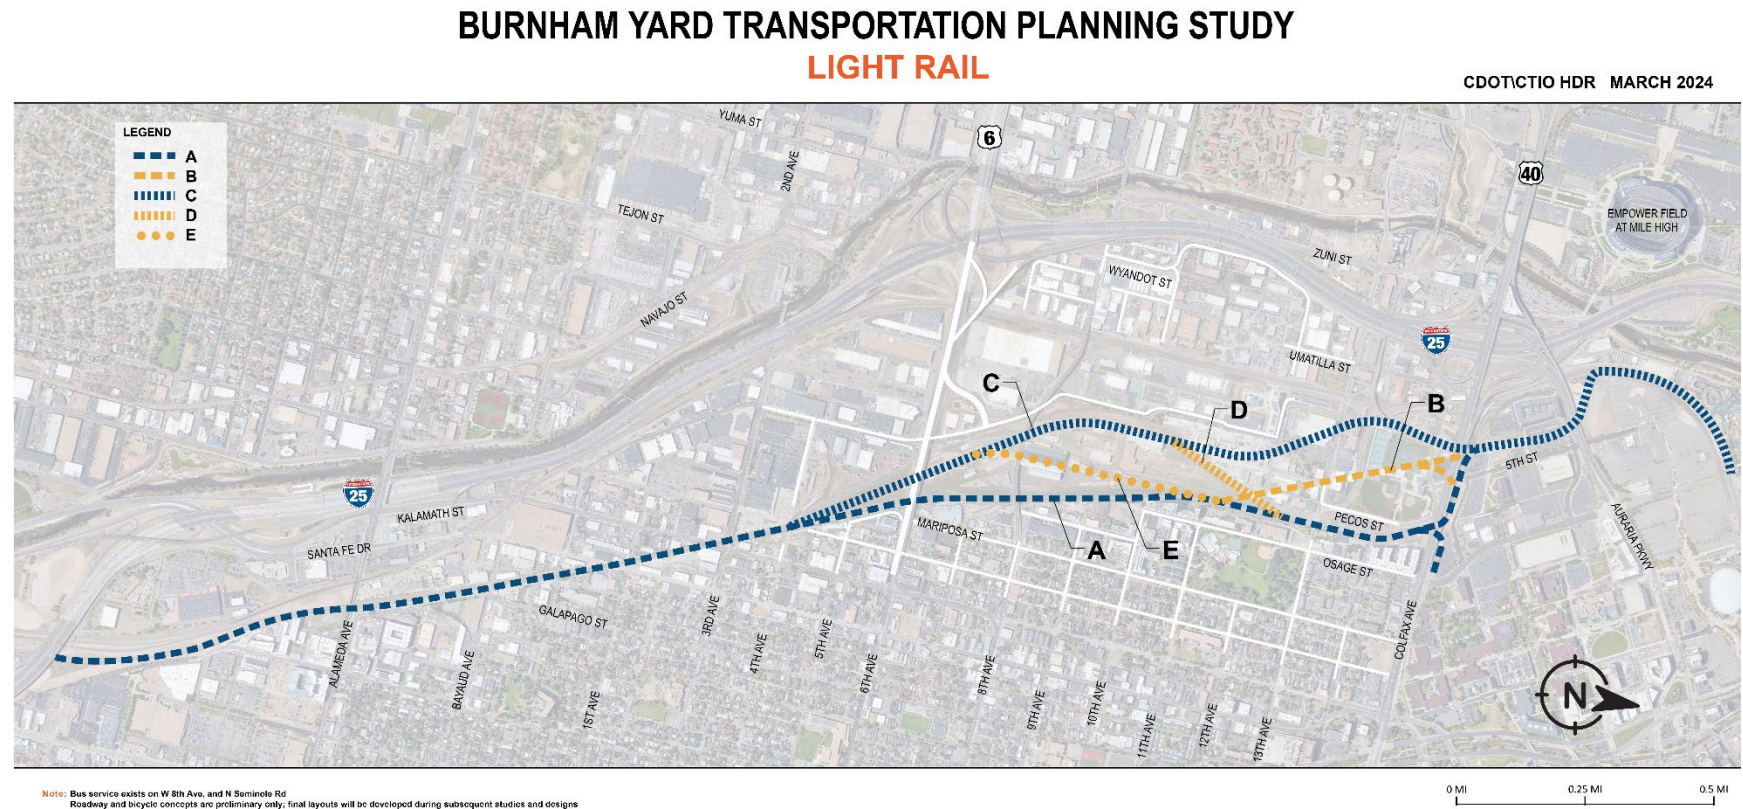 BURNHAM YARD TRANSPORTATION PLANNING STUDY
LIGHT RAIL
CDOT\CTIO HDR MARCH 2024
LEGEND
A
B
C
D
E
YUMA ST
2ND AVE
TEJON ST
NAVAJO ST
6
40
EMPOWER FIELD
AT MILE HIGH
ZUNI ST
WYANDOT ST
25
UMATILLA ST
C
D
B
5TH ST
25
KALAMATH ST
SANTA FE DR
MARIPOSA ST
PECOS ST
A
E
OSAGE ST
AURARIA PKWY
GALAPAGO ST
ALAMEDA AVE
BAYAUD AVE
1ST AVE
3RD AVE
4TH AVE
5TH AVE
6TH AVE
8TH AVE
9TH AVE
10TH AVE
11TH AVE
12TH AVE
13TH AVE
COLFAX AVE
N
Note: Bus service exists on W 8th Ave, and N Seminole Rd
Roadway and bicycle concepts are preliminary only; final layouts will be developed during subsequent studies and designs
0 MI 0.25 MI 0.5 MI